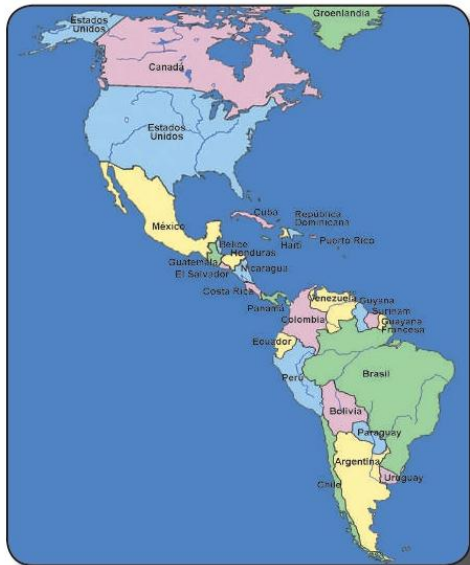 Groenlandia
Estados
Unidos
Canadá
Estados
Unidos
México
Cuba
República
Dominicana
Haití
Puerto Rico
Belice
Honduras
Guatemala
El Salvador
Nicaragua
Costa Rica
Panamá
Venezuela
Guyana
Surinam
Guayana
Francesa
Colombia
Ecuador
Perú
Brasil
Bolivia
Paraguay
Argentina
Chile
Uruguay